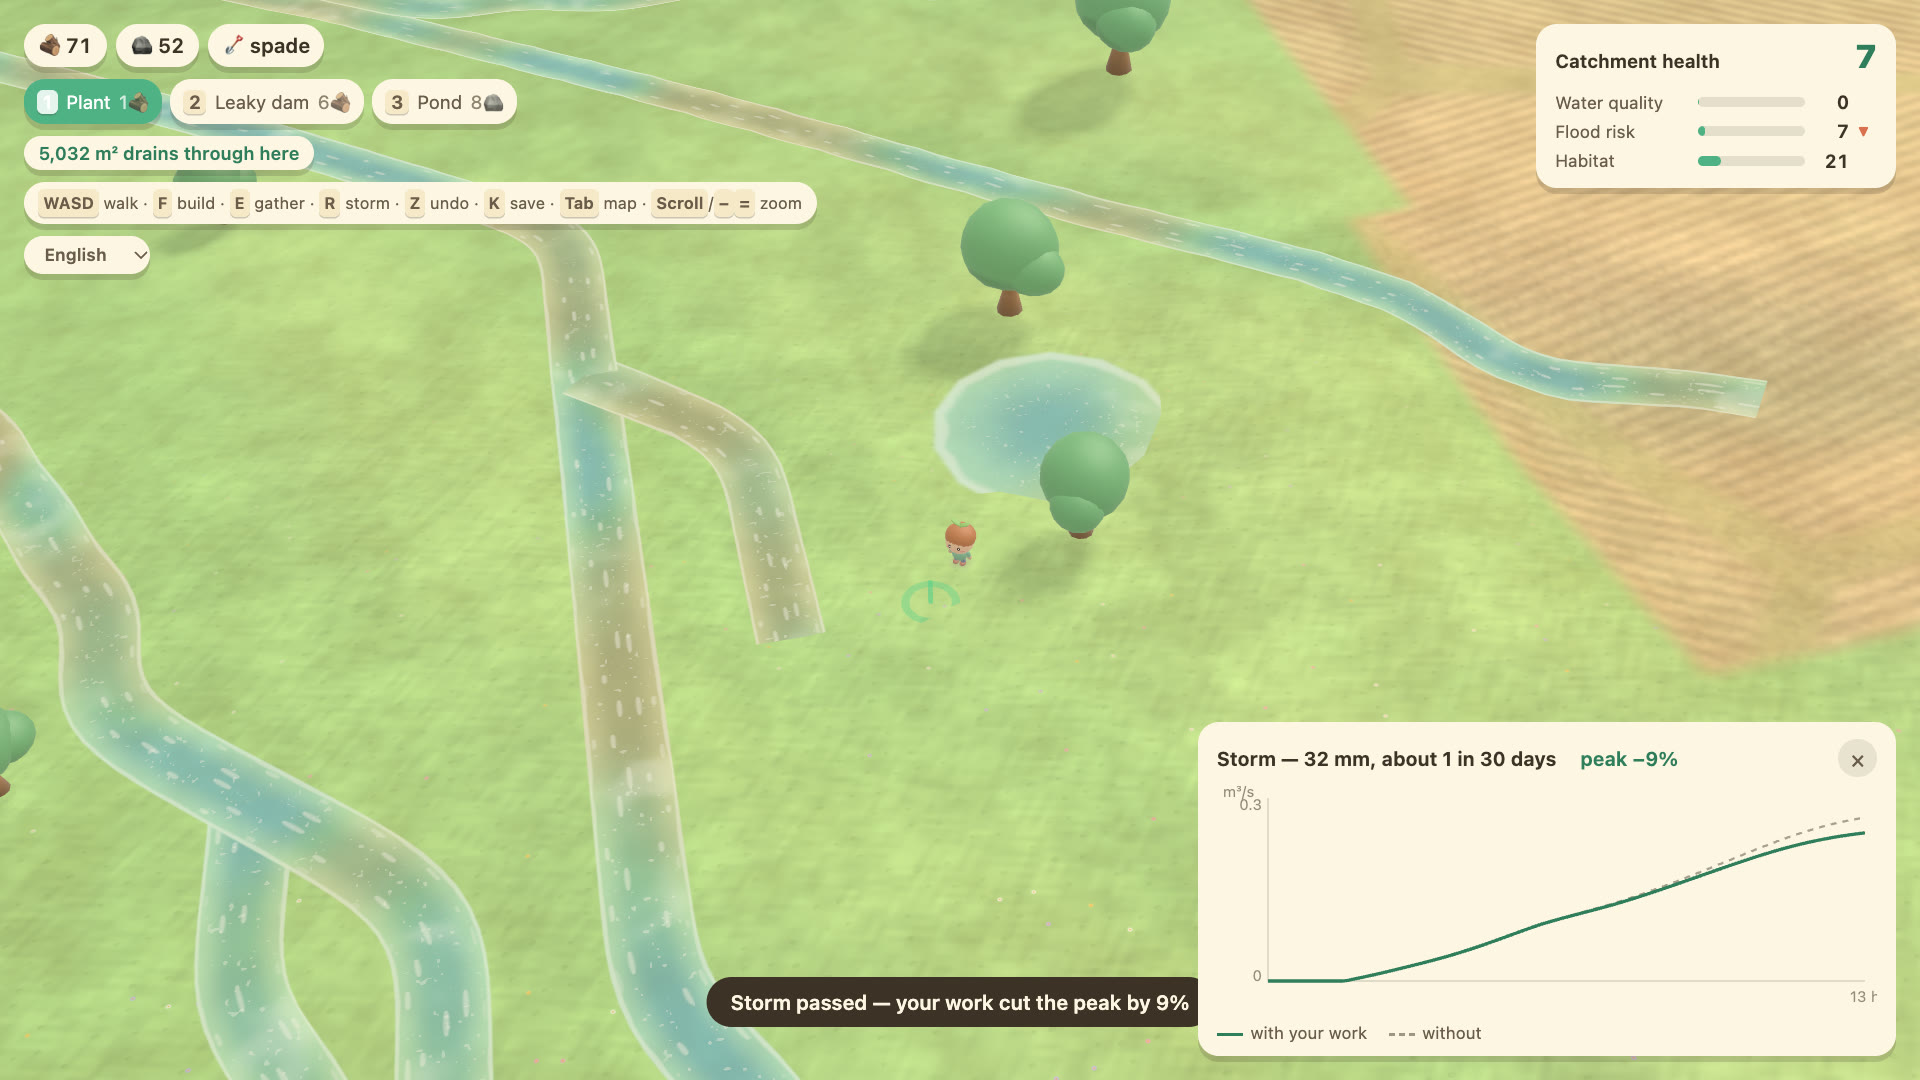 71
52
spade
1 Plant 1
2 Leaky dam 6
3 Pond 8
5,032 m² drains through here
WASD walk · F build · E gather · R storm · Z undo · K save · Tab map · Scroll/− = zoom
English
Catchment health 7
Water quality 0
Flood risk 7
Habitat 21
Storm — 32 mm, about 1 in 30 days peak −9%
m³/s
0.3
0
13 h
with your work without
Storm passed — your work cut the peak by 9%